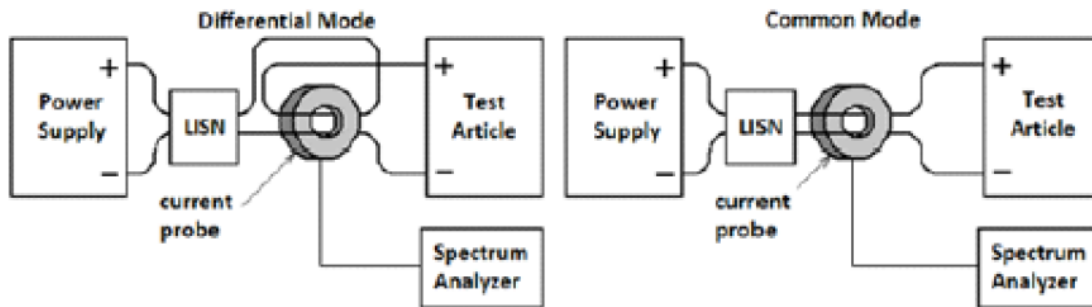 Differential Mode
+
Power
Supply
−
LISN
+
Test
Article
−
current
probe
Spectrum
Analyzer
Common Mode
+
Power
Supply
−
LISN
+
Test
Article
−
current
probe
Spectrum
Analyzer